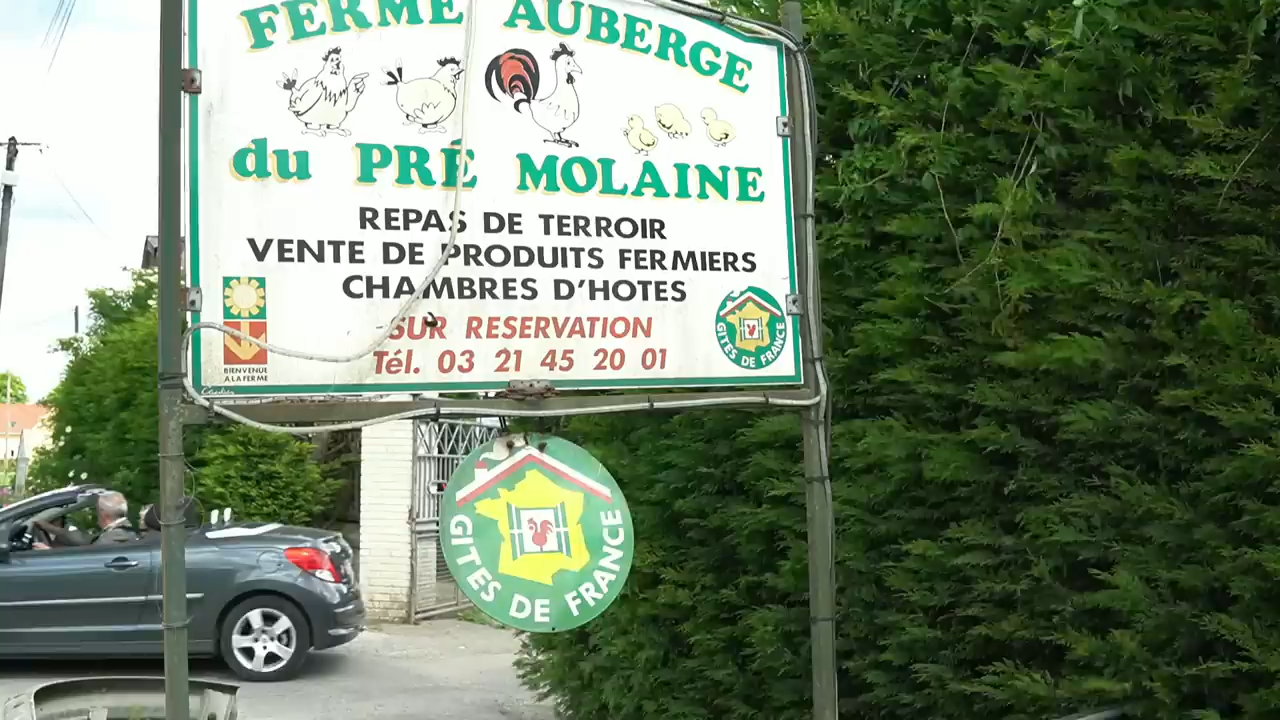 FERME AUBERGE
du PRÉ MOLAINE
REPAS DE TERROIR
VENTE DE PRODUITS FERMIERS
CHAMBRES D'HOTES
SUR RESERVATION
Tél. 03 21 45 20 01
BIENVENUE
A LA FERME
GITES DE FRANCE
GITES DE FRANCE